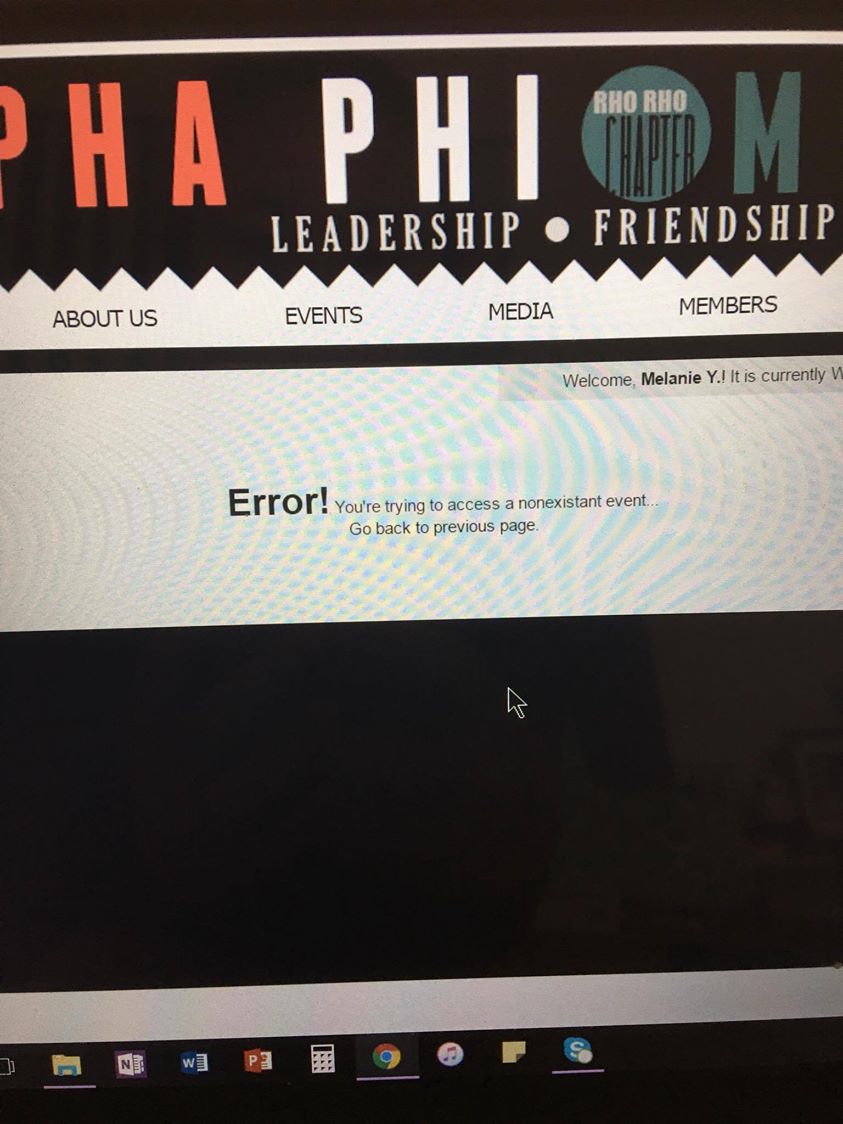 PHA PHI M
RHO RHO
CHAPTER
LEADERSHIP ● FRIENDSHIP
ABOUT US EVENTS MEDIA MEMBERS
Welcome, Melanie Y.! It is currently W
Error! You're trying to access a nonexistant event...
Go back to previous page.
N W P S